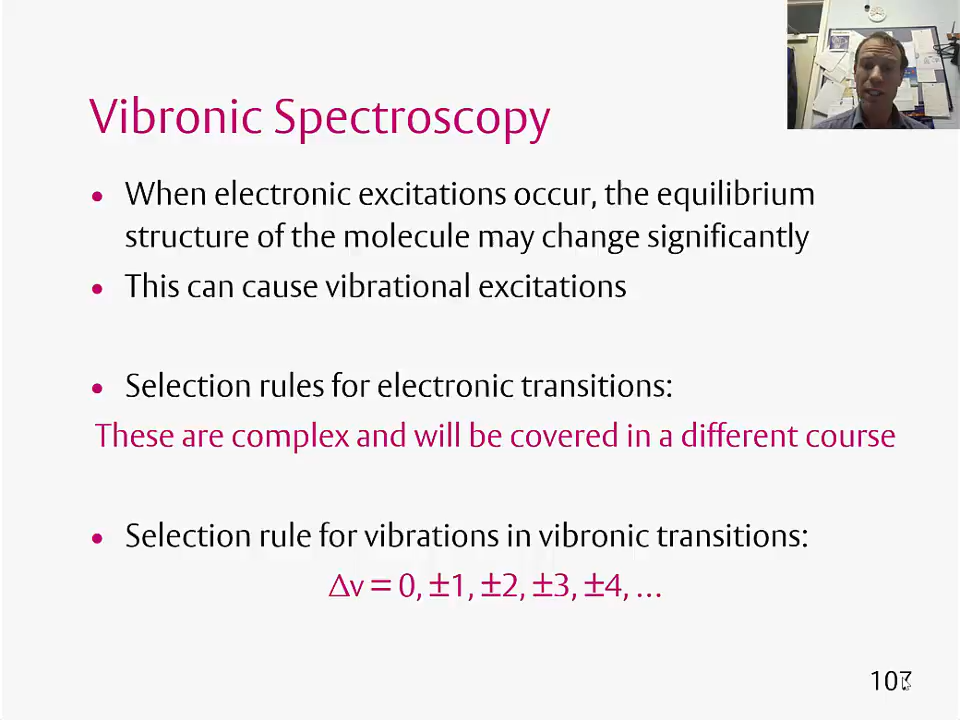 Vibronic Spectroscopy
• When electronic excitations occur, the equilibrium
structure of the molecule may change significantly
• This can cause vibrational excitations
• Selection rules for electronic transitions:
These are complex and will be covered in a different course
• Selection rule for vibrations in vibronic transitions:
Δv = 0, ±1, ±2, ±3, ±4, …
107